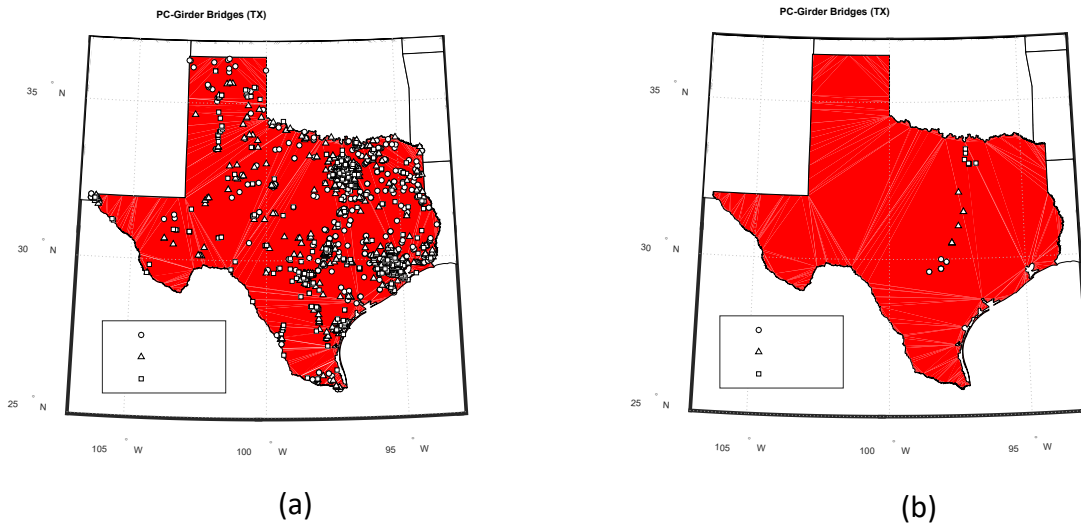 PC-Girder Bridges (TX)
35 ° N
30 ° N
25 ° N
105 ° W
100 ° W
95 ° W
(a)
PC-Girder Bridges (TX)
35 ° N
30 ° N
25 ° N
105 ° W
100 ° W
95 ° W
(b)